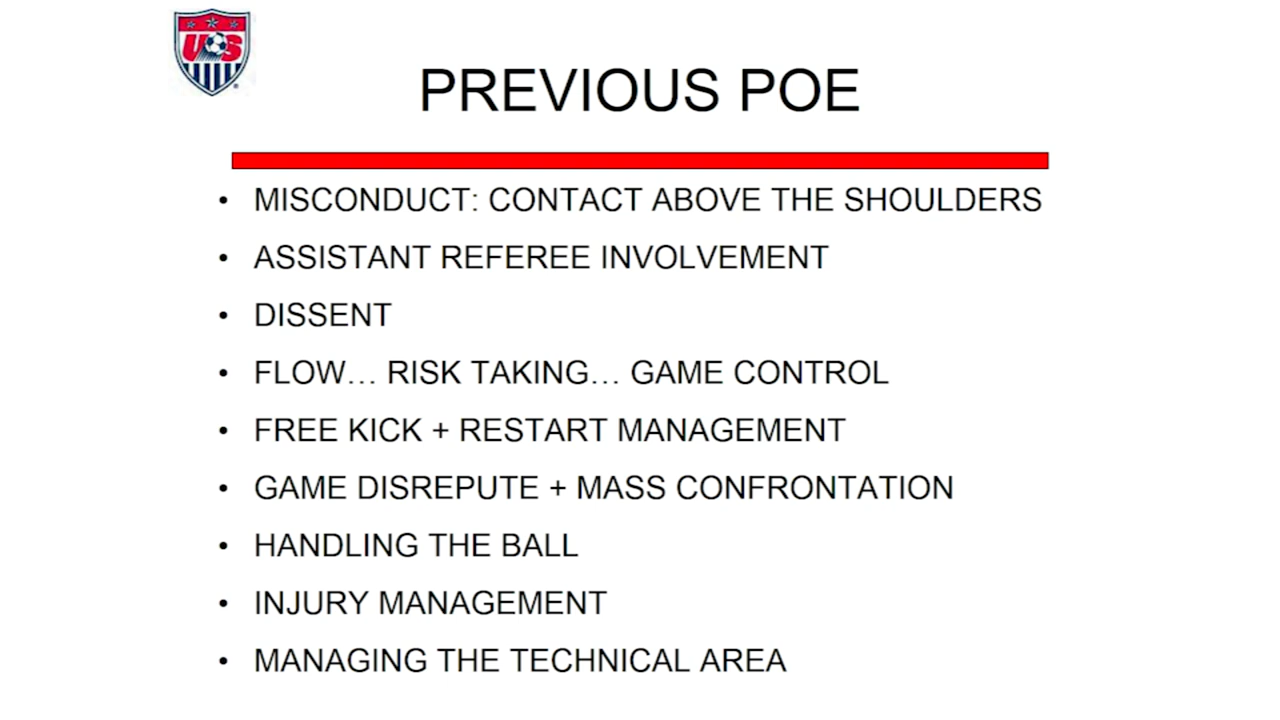 US
PREVIOUS POE
• MISCONDUCT: CONTACT ABOVE THE SHOULDERS
• ASSISTANT REFEREE INVOLVEMENT
• DISSENT
• FLOW… RISK TAKING… GAME CONTROL
• FREE KICK + RESTART MANAGEMENT
• GAME DISREPUTE + MASS CONFRONTATION
• HANDLING THE BALL
• INJURY MANAGEMENT
• MANAGING THE TECHNICAL AREA